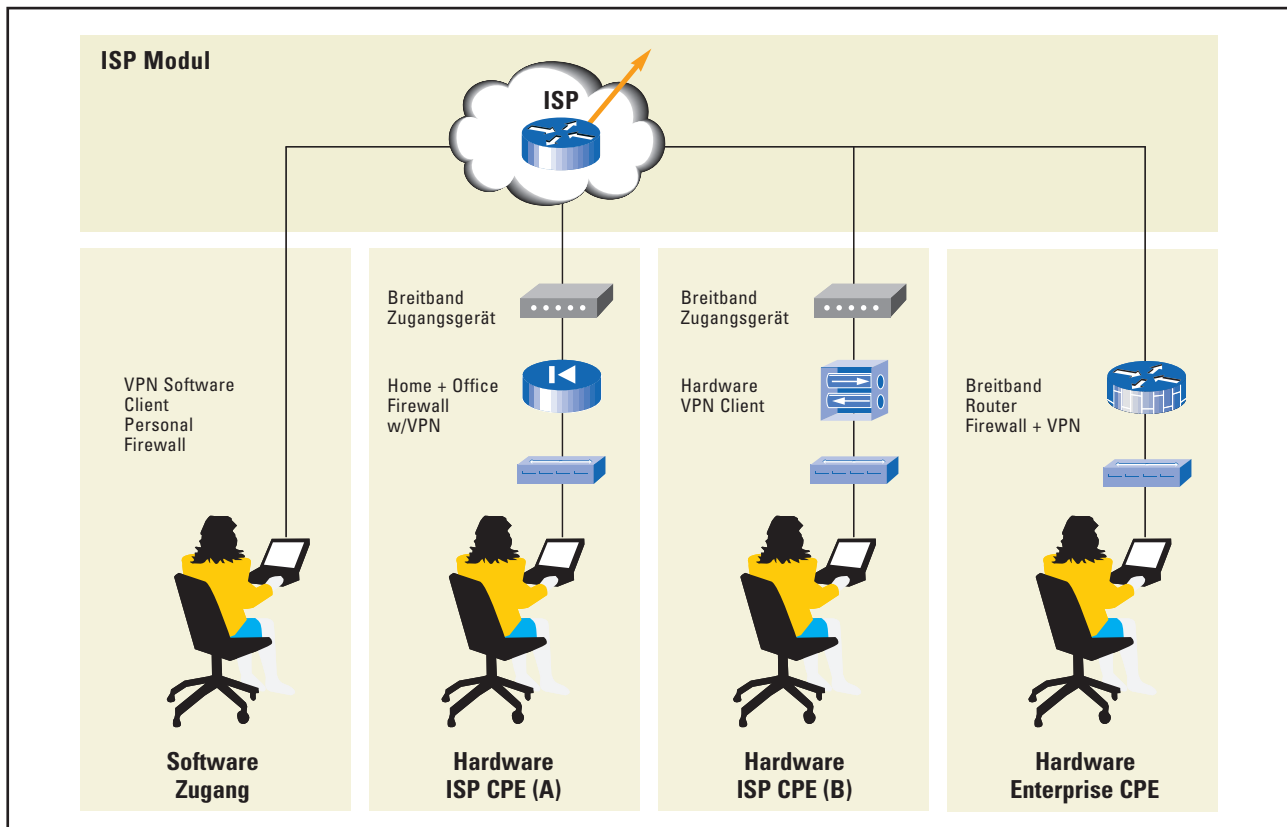 ISP Modul
ISP
VPN Software
Client
Personal
Firewall
Software
Zugang
Breitband
Zugangsgerät
Home + Office
Firewall
w/VPN
Hardware
ISP CPE (A)
Breitband
Zugangsgerät
Hardware
VPN Client
Hardware
ISP CPE (B)
Breitband
Router
Firewall + VPN
Hardware
Enterprise CPE